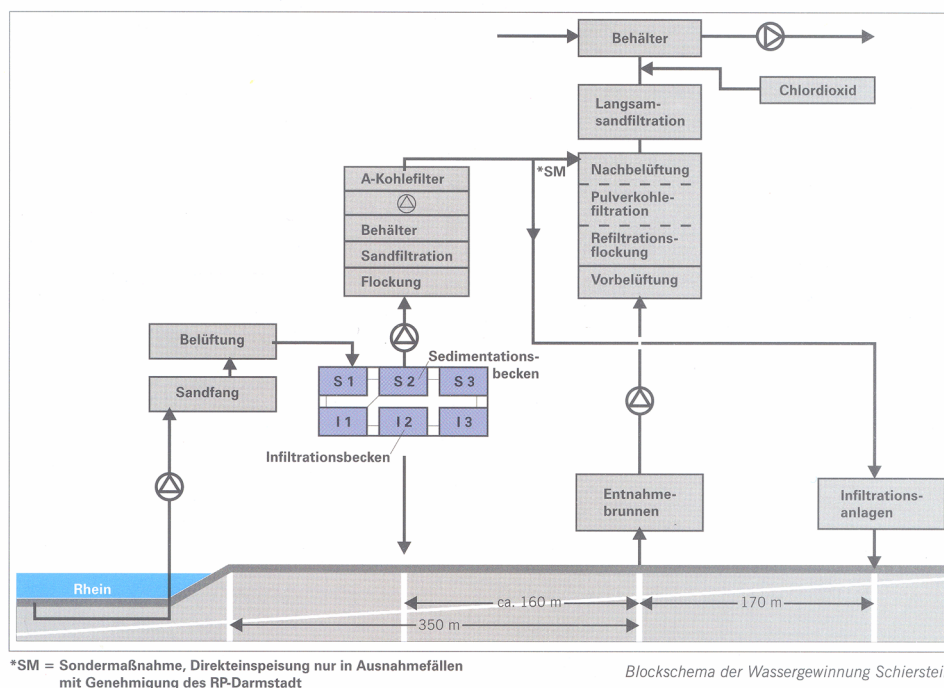 Behälter
Chlordioxid
Langsam-
sandfiltration
*SM
Nachbelüftung
Pulverkohle-
filtration
Refiltrations-
flockung
Vorbelüftung
A-Kohlefilter
Behälter
Sandfiltration
Flockung
Belüftung
Sandfang
Sedimentations-
becken
S 1
S 2
S 3
I 1
I 2
I 3
Infiltrationsbecken
Entnahme-
brunnen
Infiltrations-
anlagen
Rhein
ca. 160 m
170 m
350 m
*SM = Sondermaßnahme, Direkteinspeisung nur in Ausnahmefällen
mit Genehmigung des RP-Darmstadt
Blockschema der Wassergewinnung Schierstei